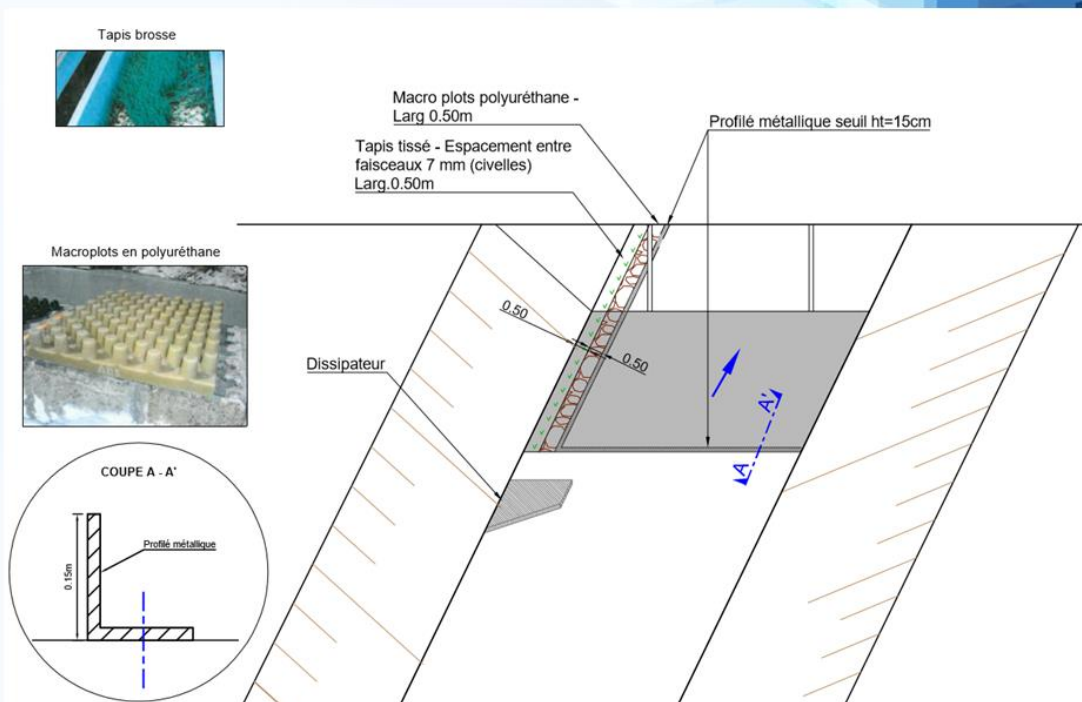 Tapis brosse
Macro plots polyuréthane -
Larg 0.50m
Profilé métallique seuil ht=15cm
Tapis tissé - Espacement entre
faisceaux 7 mm (civelles)
Larg.0.50m
Macroplots en polyuréthane
0.50
0.50
Dissipateur
A'
A
COUPE A - A'
Profilé métallique
0.15m